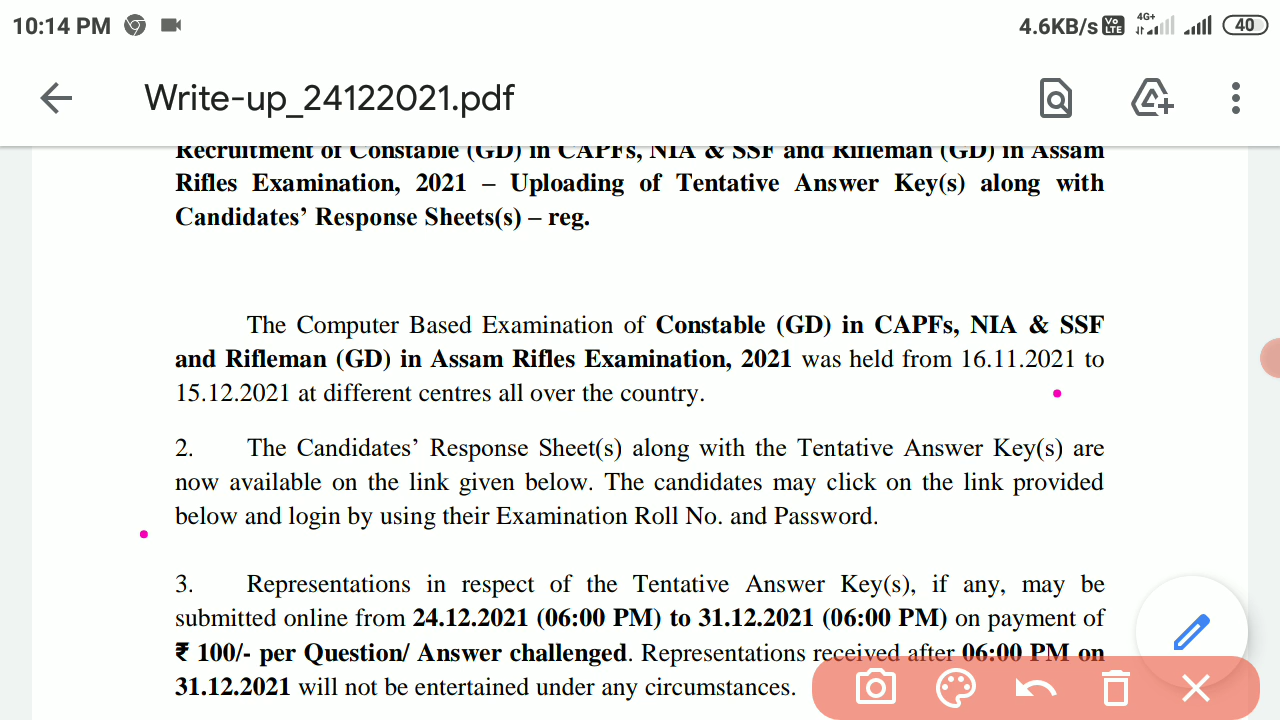 10:14 PM
4.6KB/s Vo LTE 4G+ 40
Write-up_24122021.pdf
Recruitment of Constable (GD) in CAPFs, NIA & SSF and Rifleman (GD) in Assam
Rifles Examination, 2021 – Uploading of Tentative Answer Key(s) along with
Candidates’ Response Sheets(s) – reg.
The Computer Based Examination of Constable (GD) in CAPFs, NIA & SSF
and Rifleman (GD) in Assam Rifles Examination, 2021 was held from 16.11.2021 to
15.12.2021 at different centres all over the country.
2. The Candidates’ Response Sheet(s) along with the Tentative Answer Key(s) are
now available on the link given below. The candidates may click on the link provided
below and login by using their Examination Roll No. and Password.
3. Representations in respect of the Tentative Answer Key(s), if any, may be
submitted online from 24.12.2021 (06:00 PM) to 31.12.2021 (06:00 PM) on payment of
₹ 100/- per Question/ Answer challenged. Representations received after 06:00 PM on
31.12.2021 will not be entertained under any circumstances.